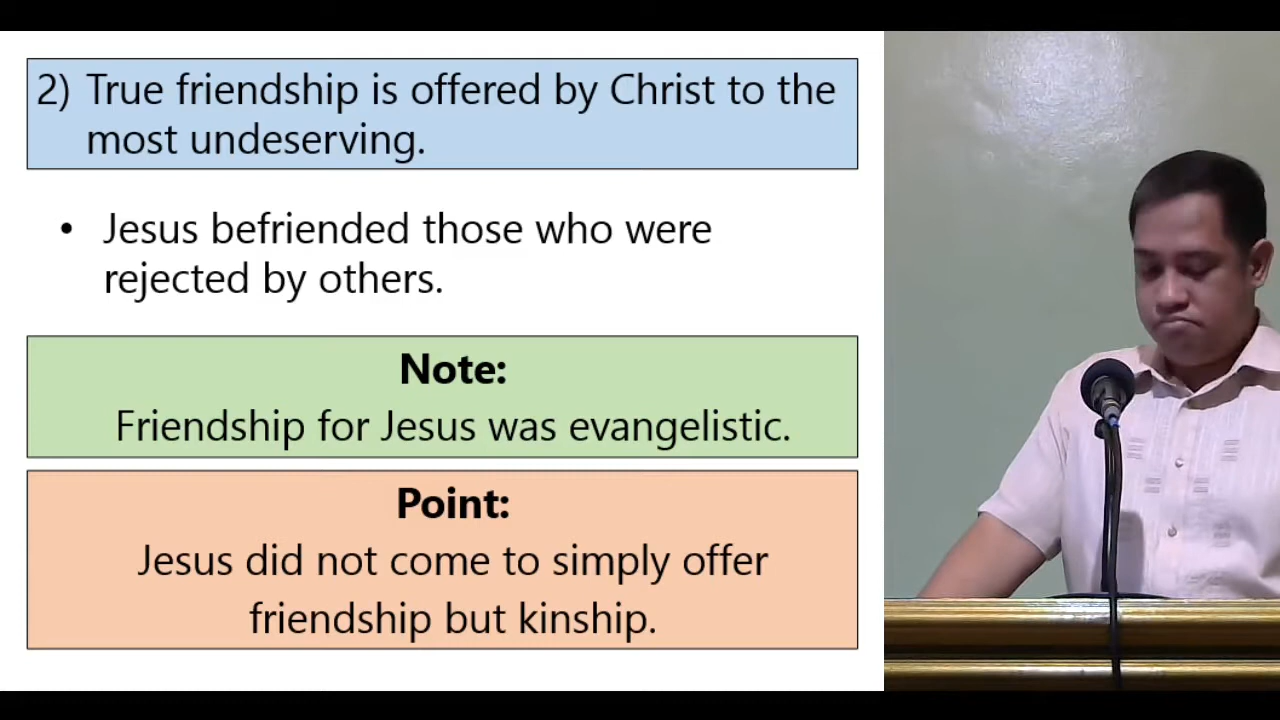 2) True friendship is offered by Christ to the
most undeserving.
• Jesus befriended those who were
rejected by others.
Note:
Friendship for Jesus was evangelistic.
Point:
Jesus did not come to simply offer
friendship but kinship.